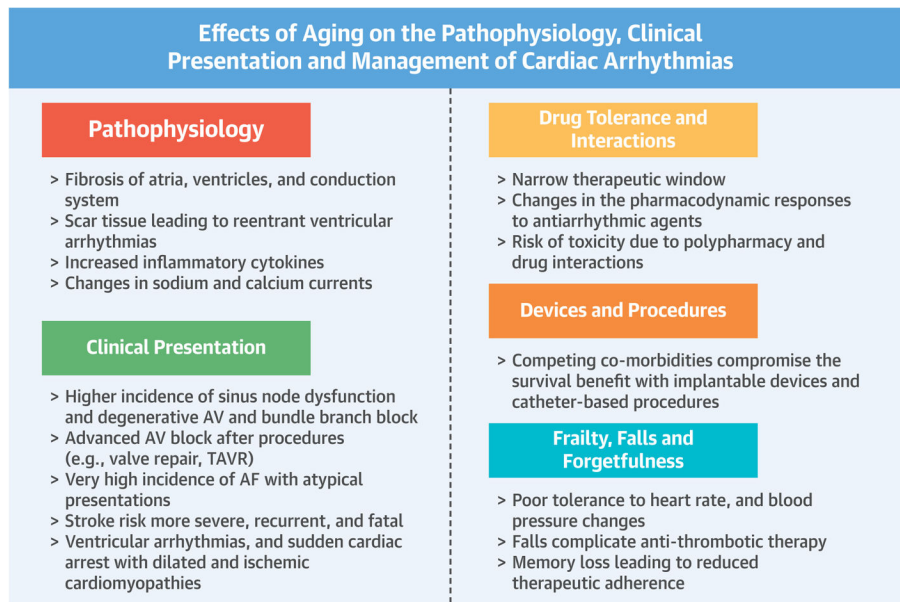 Effects of Aging on the Pathophysiology, Clinical
Presentation and Management of Cardiac Arrhythmias
Pathophysiology
> Fibrosis of atria, ventricles, and conduction
system
> Scar tissue leading to reentrant ventricular
arrhythmias
> Increased inflammatory cytokines
> Changes in sodium and calcium currents
Clinical Presentation
> Higher incidence of sinus node dysfunction
and degenerative AV and bundle branch block
> Advanced AV block after procedures
(e.g., valve repair, TAVR)
> Very high incidence of AF with atypical
presentations
> Stroke risk more severe, recurrent, and fatal
> Ventricular arrhythmias, and sudden cardiac
arrest with dilated and ischemic
cardiomyopathies
Drug Tolerance and
Interactions
> Narrow therapeutic window
> Changes in the pharmacodynamic responses
to antiarrhythmic agents
> Risk of toxicity due to polypharmacy and
drug interactions
Devices and Procedures
> Competing co-morbidities compromise the
survival benefit with implantable devices and
catheter-based procedures
Frailty, Falls and
Forgetfulness
> Poor tolerance to heart rate, and blood
pressure changes
> Falls complicate anti-thrombotic therapy
> Memory loss leading to reduced
therapeutic adherence